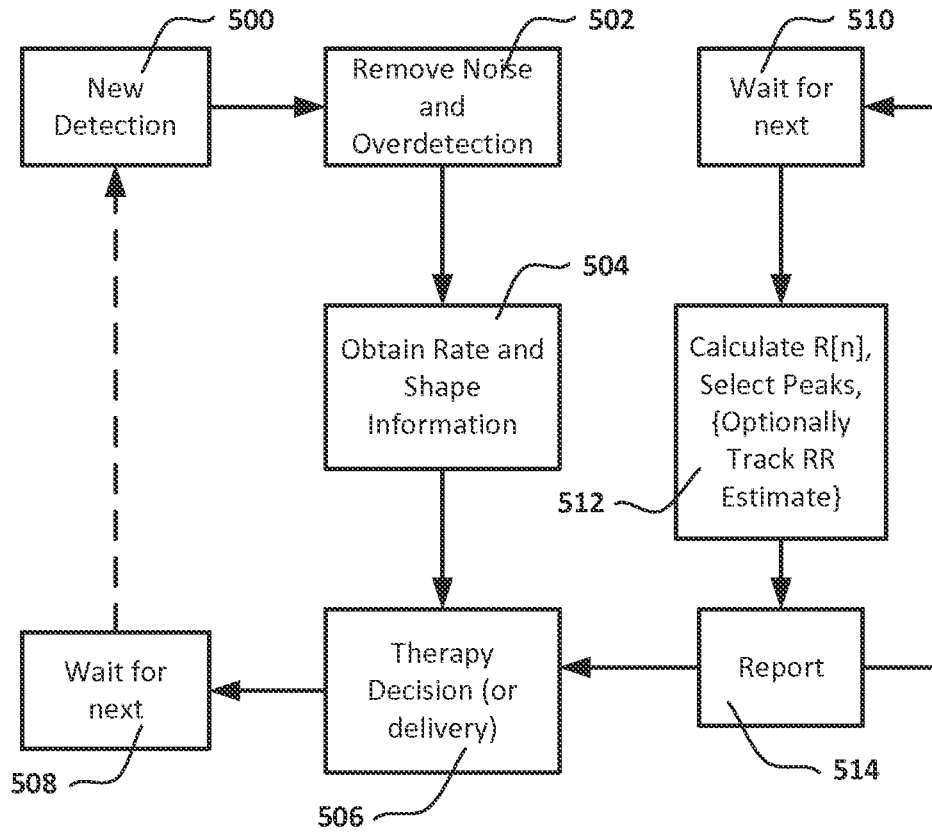 500
New
Detection
502
Remove Noise
and
Overdetection
510
Wait for
next
504
Obtain Rate and
Shape
Information
Calculate R[n],
Select Peaks,
{Optionally
Track RR
Estimate}
512
Wait for
next
508
Therapy
Decision (or
delivery)
506
Report
514